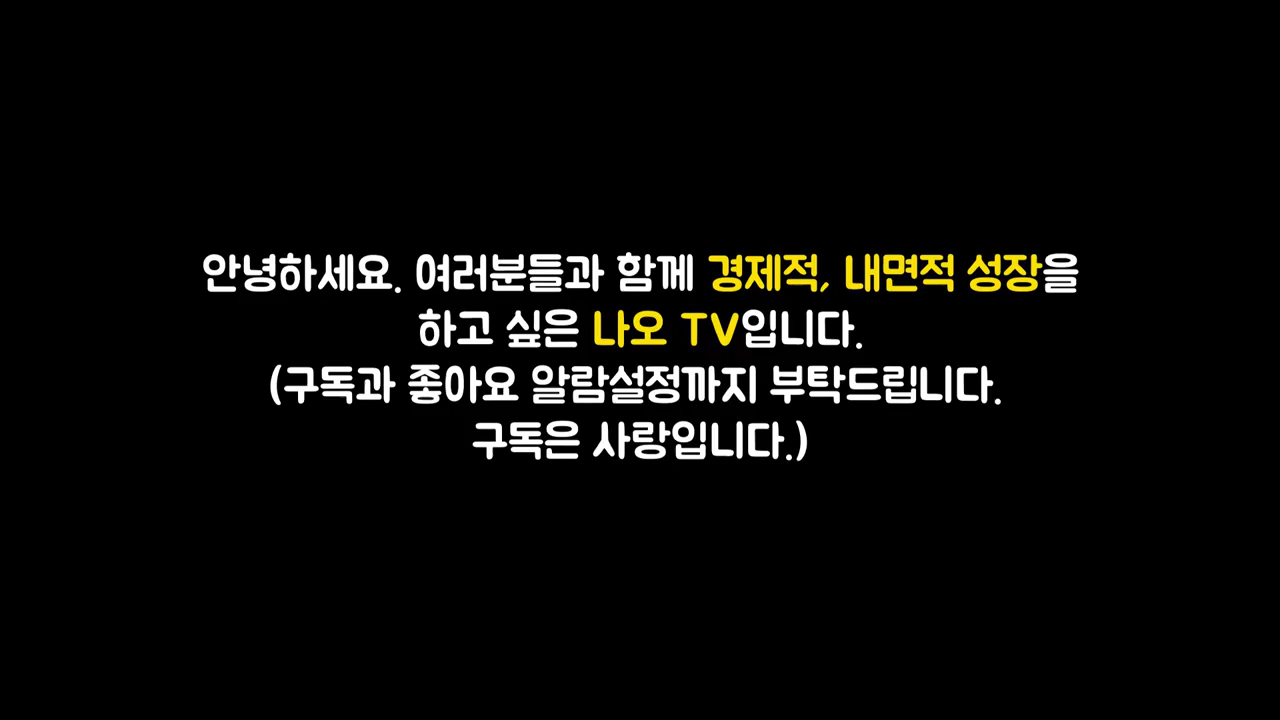 안녕하세요. 여러분들과 함께 경제적, 내면적 성장을
하고 싶은 나오 TV입니다.
(구독과 좋아요 알람설정까지 부탁드립니다.
구독은 사랑입니다.)